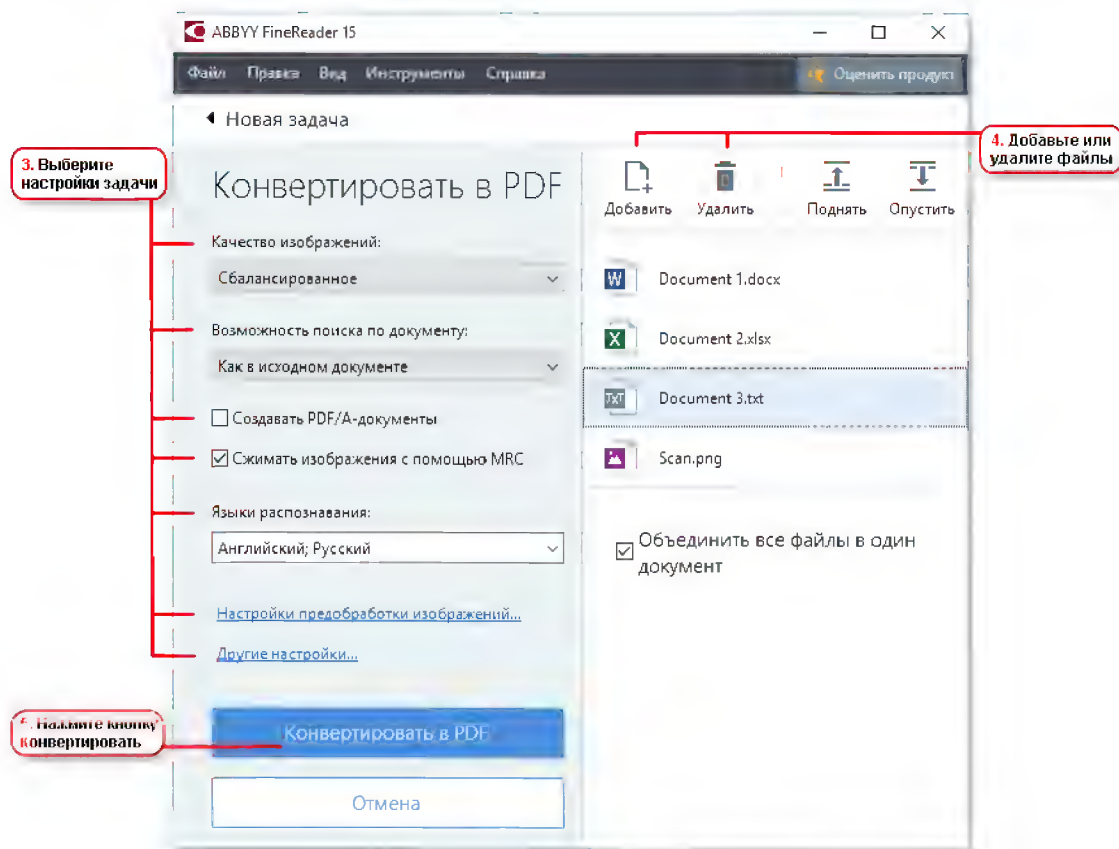 ABBYY FineReader 15
Файл Правка Вид Инструменты Справка
Оценить продукт
Новая задача
3. Выберите
настройки задачи
4. Добавьте или
удалите файлы
Конвертировать в PDF
Добавить Удалить Поднять Опустить
Качество изображений:
Сбалансированное
Возможность поиска по документу:
Как в исходном документе
Создавать PDF/A-документы
Сжимать изображения с помощью MRC
Языки распознавания:
Английский; Русский
Настройки предобработки изображений...
Другие настройки...
Document 1.docx
Document 2.xlsx
TXT
Document 3.txt
Scan.png
Объединить все файлы в один
документ
Нажмите кнопку
конвертировать
Конвертировать в PDF
Отмена